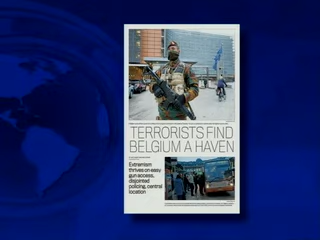 TERRORISTS FIND
BELGIUM A HAVEN
Extremism
thrives on easy
gun access,
disjointed
policing, central
location